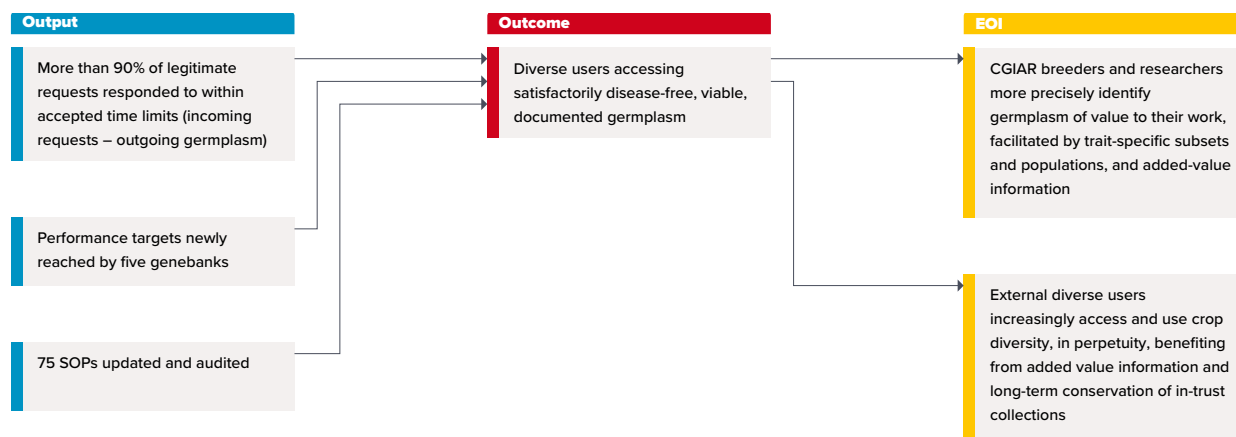 Output
More than 90% of legitimate
requests responded to within
accepted time limits (incoming
requests – outgoing germplasm)
Performance targets newly
reached by five genebanks
75 SOPs updated and audited
Outcome
Diverse users accessing
satisfactorily disease-free, viable,
documented germplasm
EOI
CGIAR breeders and researchers
more precisely identify
germplasm of value to their work,
facilitated by trait-specific subsets
and populations, and added-value
information
External diverse users
increasingly access and use crop
diversity, in perpetuity, benefiting
from added value information and
long-term conservation of in-trust
collections